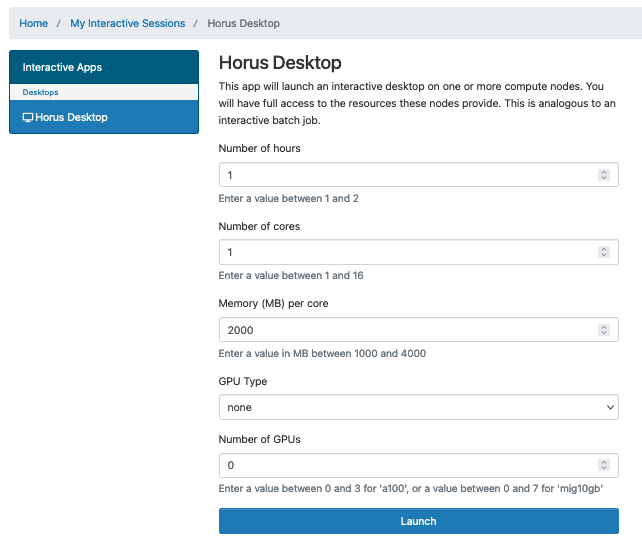 Home / My Interactive Sessions / Horus Desktop
Interactive Apps
Desktops
Horus Desktop
Horus Desktop
This app will launch an interactive desktop on one or more compute nodes. You
will have full access to the resources these nodes provide. This is analogous to an
interactive batch job.
Number of hours
1
Enter a value between 1 and 2
Number of cores
1
Enter a value between 1 and 16
Memory (MB) per core
2000
Enter a value in MB between 1000 and 4000
GPU Type
none
Number of GPUs
0
Enter a value between 0 and 3 for 'a100', or a value between 0 and 7 for 'mig10gb'
Launch